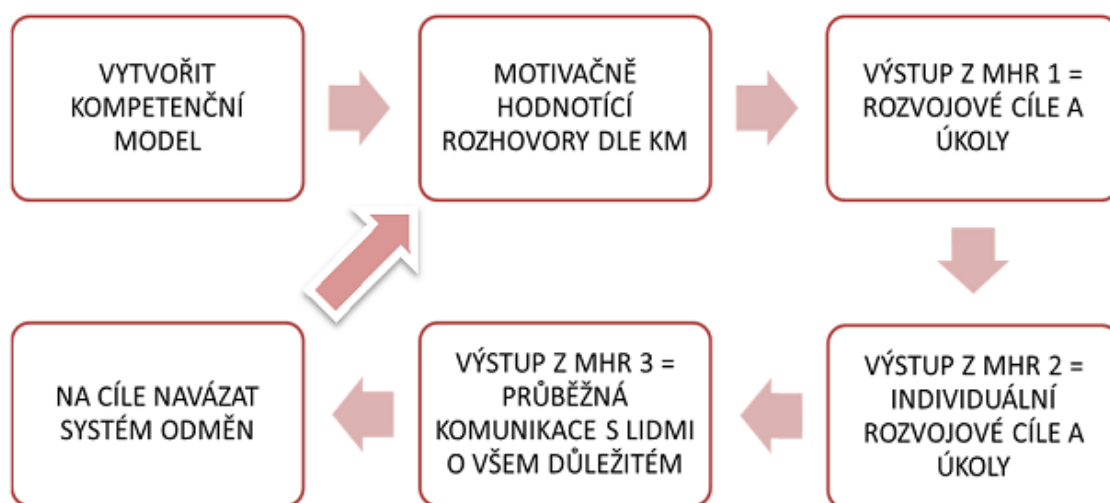 VYTVOŘIT
KOMPETENČNÍ
MODEL
MOTIVAČNĚ
HODNOTÍCÍ
ROZHOVORY DLE KM
VÝSTUP Z MHR 1 =
ROZVOJOVÉ CÍLE A
ÚKOLY
VÝSTUP Z MHR 2 =
INDIVIDUÁLNÍ
ROZVOJOVÉ CÍLE A
ÚKOLY
VÝSTUP Z MHR 3 =
PRŮBĚŽNÁ
KOMUNIKACE S LIDMI
O VŠEM DŮLEŽITÉM
NA CÍLE NAVÁZAT
SYSTÉM ODMĚN